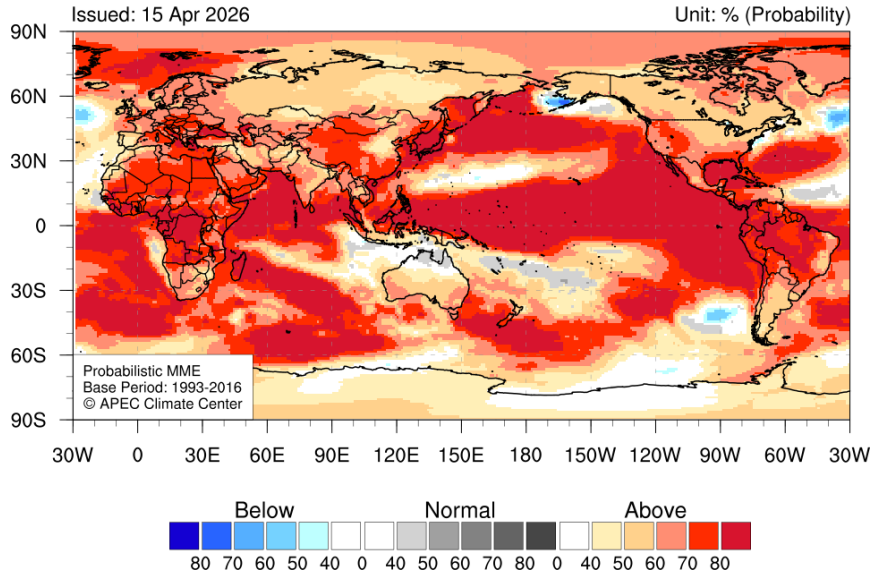 Issued: 15 Apr 2026 Unit: % (Probability)
90N
60N
30N
0
30S
60S
90S
Probabilistic MME
Base Period: 1993-2016
© APEC Climate Center
30W 0 30E 60E 90E 120E 150E 180 150W 120W 90W 60W 30W
Below Normal Above
80 70 60 50 40 0 40 50 60 70 80 0 40 50 60 70 80